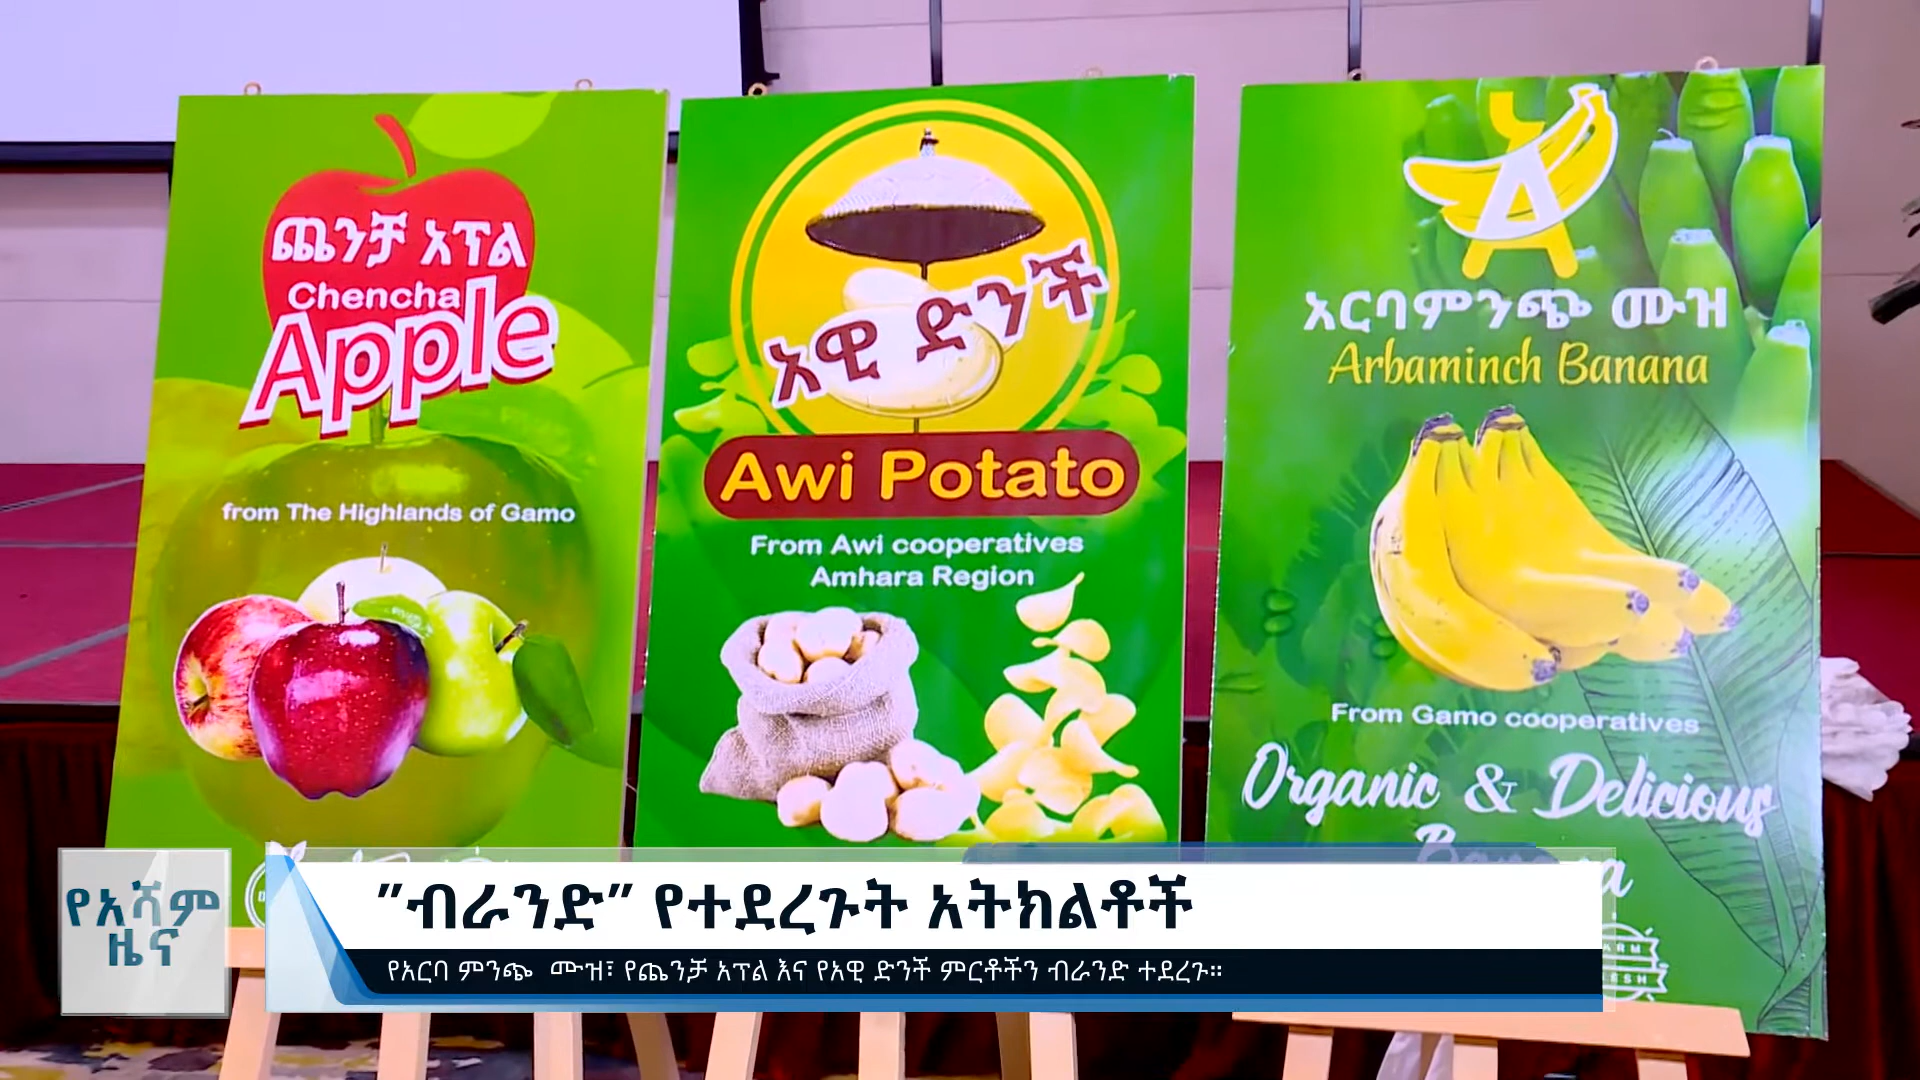 ጨንቻ አፕል
Chencha
Apple
from The Highlands of Gamo
አዊ ድንች
Awi Potato
From Awi cooperatives
Amhara Region
አ
A
አርባምንጭ ሙዝ
Arbaminch Banana
From Gamo cooperatives
Organic & Delicious
የአሻም
ዜና
"ብራንድ" የተደረጉት አትክልቶች
የአርባ ምንጭ  ሙዝ፣ የጨንቻ አፕል እና የአዊ ድንች ምርቶችን ብራንድ ተደረጉ።